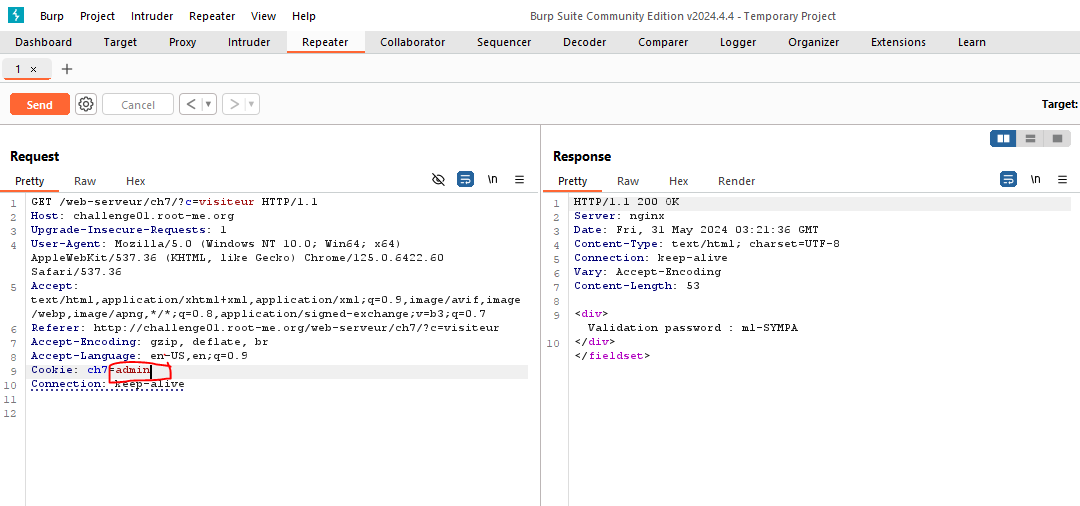 Burp Project Intruder Repeater View Help Burp Suite Community Edition v2024.4.4 - Temporary Project
Dashboard Target Proxy Intruder Repeater Collaborator Sequencer Decoder Comparer Logger Organizer Extensions Learn
1 × +
Send Cancel < > Target:
Request
Pretty Raw Hex \n
1 GET /web-serveur/ch7/?c=visiteur HTTP/1.1
2 Host: challenge01.root-me.org
3 Upgrade-Insecure-Requests: 1
4 User-Agent: Mozilla/5.0 (Windows NT 10.0; Win64; x64)
AppleWebKit/537.36 (KHTML, like Gecko) Chrome/125.0.6422.60
Safari/537.36
5 Accept:
text/html,application/xhtml+xml,application/xml;q=0.9,image/avif,image
/webp,image/apng,*/*;q=0.8,application/signed-exchange;v=b3;q=0.7
6 Referer: http://challenge01.root-me.org/web-serveur/ch7/?c=visiteur
7 Accept-Encoding: gzip, deflate, br
8 Accept-Language: en-US,en;q=0.9
9 Cookie: ch7=admin
10 Connection: keep-alive
11
12
Response
Pretty Raw Hex Render \n
1 HTTP/1.1 200 OK
2 Server: nginx
3 Date: Fri, 31 May 2024 03:21:36 GMT
4 Content-Type: text/html; charset=UTF-8
5 Connection: keep-alive
6 Vary: Accept-Encoding
7 Content-Length: 53
8
9 <div>
Validation password : ml-SYMPA
10 </div>
</fieldset>